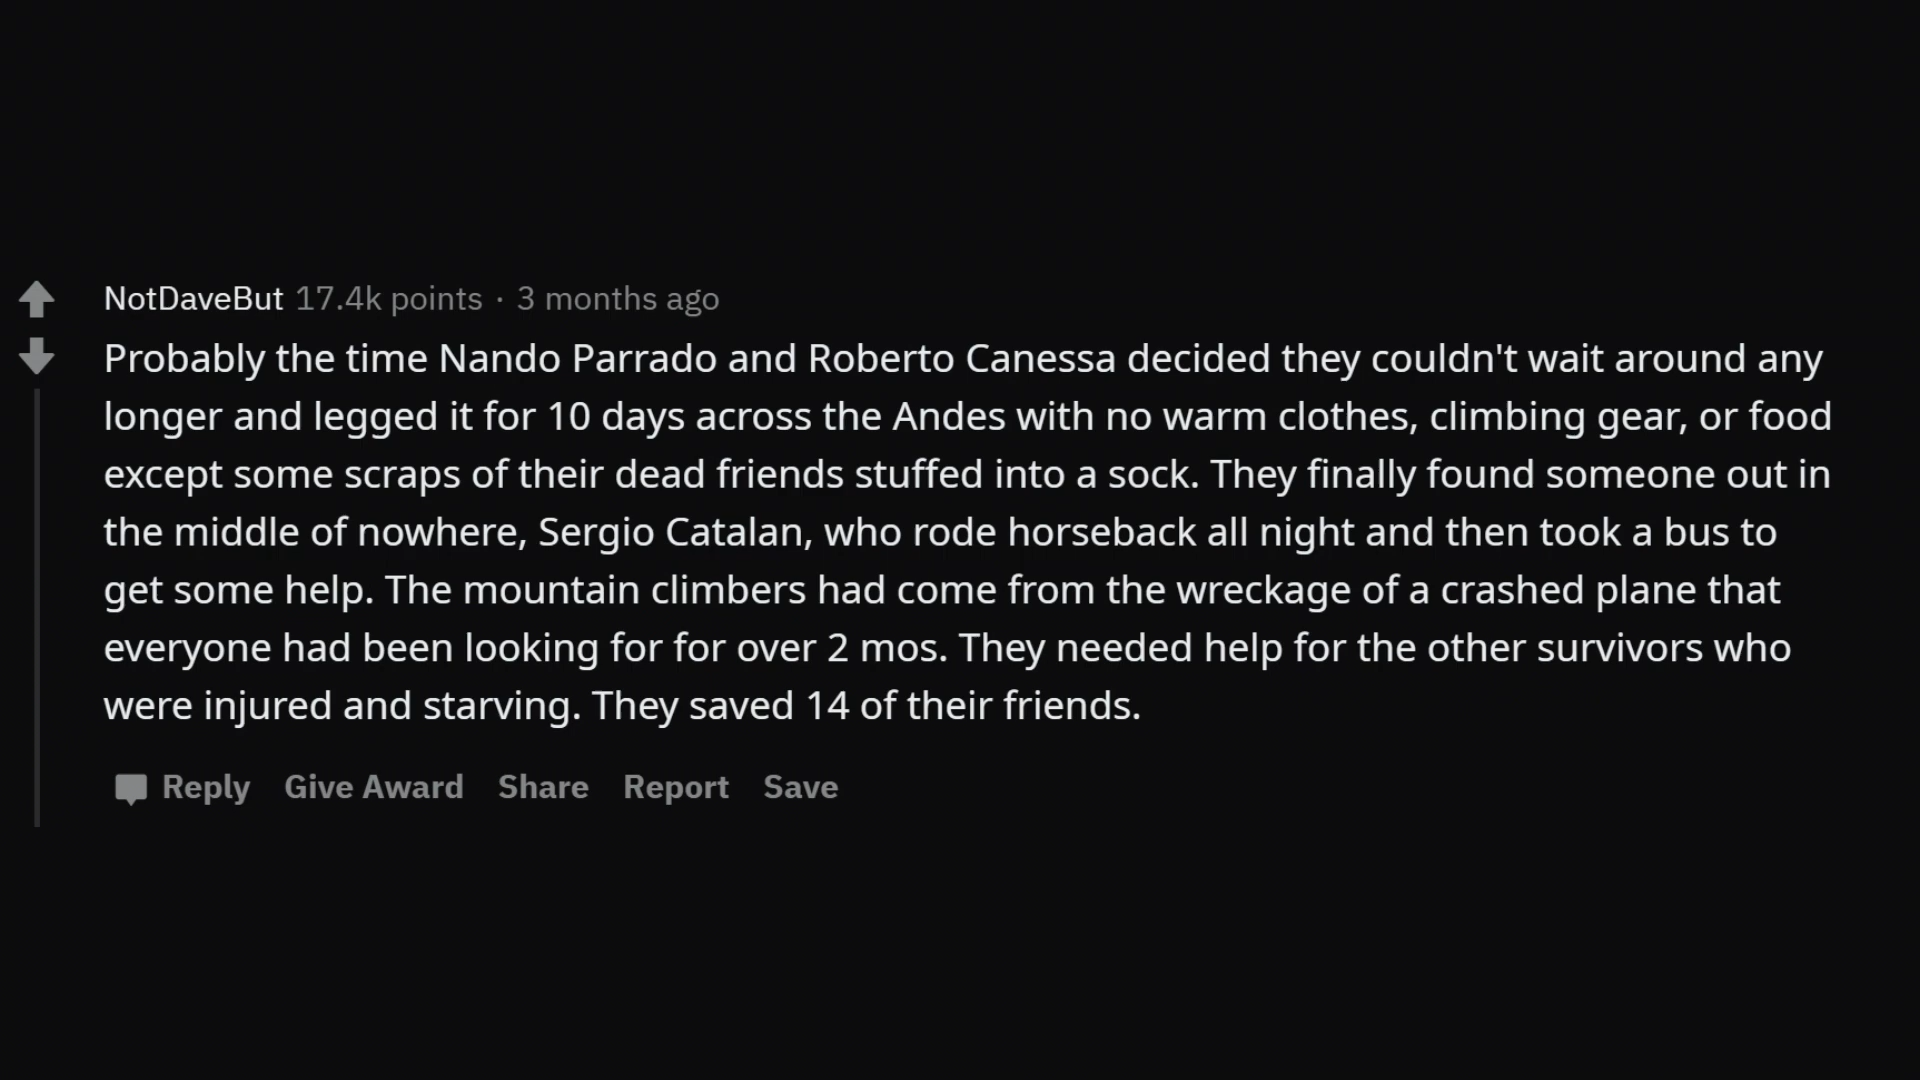 NotDaveBut 17.4k points · 3 months ago
Probably the time Nando Parrado and Roberto Canessa decided they couldn't wait around any
longer and legged it for 10 days across the Andes with no warm clothes, climbing gear, or food
except some scraps of their dead friends stuffed into a sock. They finally found someone out in
the middle of nowhere, Sergio Catalan, who rode horseback all night and then took a bus to
get some help. The mountain climbers had come from the wreckage of a crashed plane that
everyone had been looking for for over 2 mos. They needed help for the other survivors who
were injured and starving. They saved 14 of their friends.
Reply Give Award Share Report Save